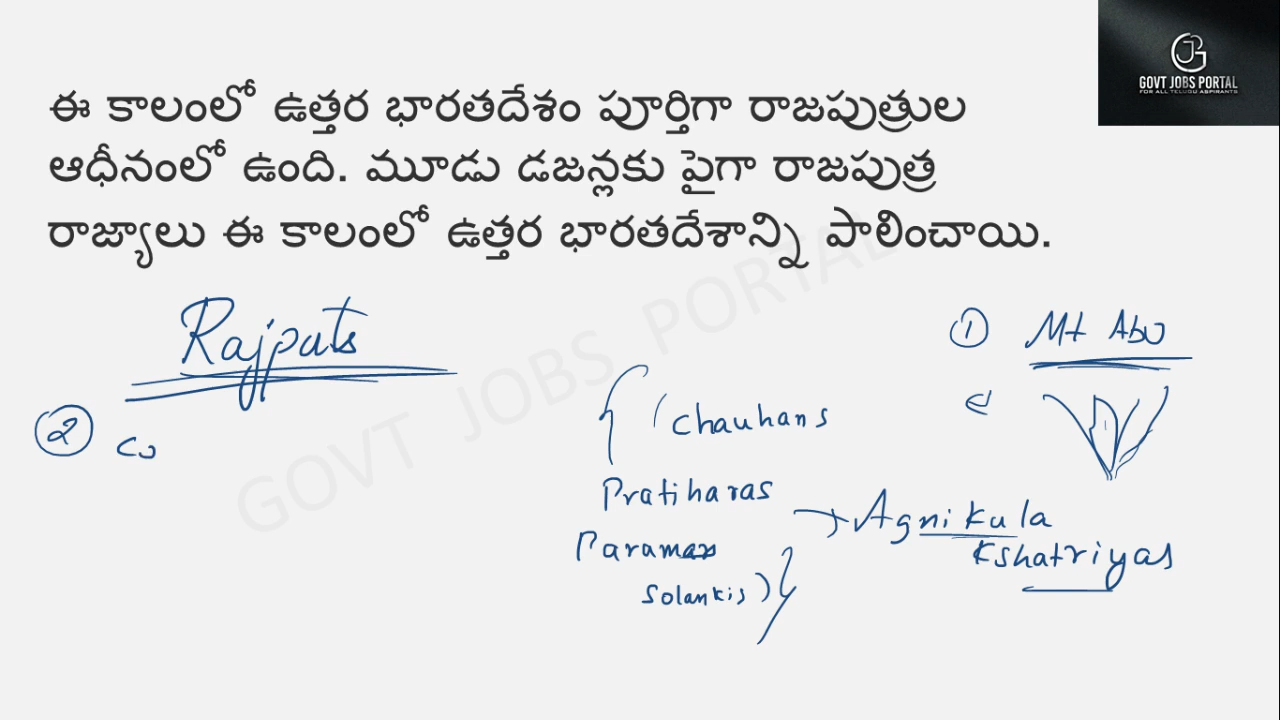 GOVT JOBS PORTAL
FOR ALL TELUGU ASPIRANTS
ఈ కాలంలో ఉత్తర భారతదేశం పూర్తిగా రాజపుత్రుల
ఆధీనంలో ఉంది. మూడు డజన్లకు పైగా రాజపుత్ర
రాజ్యాలు ఈ కాలంలో ఉత్తర భారతదేశాన్ని పాలించాయి.
GOVT JOBS PORTAL
Rajputs
① Mt Abu
②
(Chauhans
Pratiharas
→ Agnikula
Kshatriyas
Paramars
Solankis)